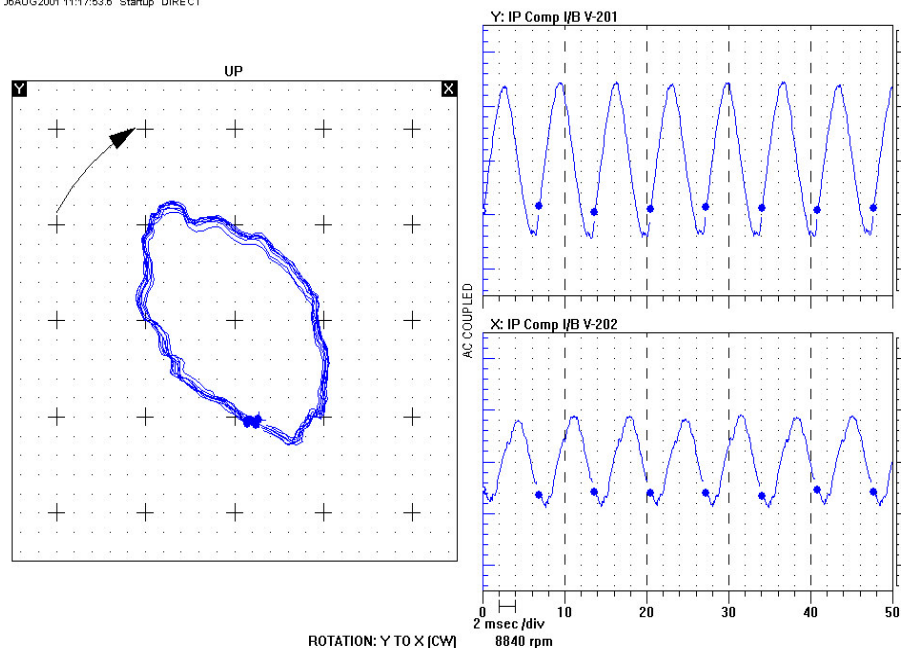 06AUG2001 11:17:53.6 Startup DIRECT
UP
Y
X
Y: IP Comp I/B V-201
AC COUPLED
X: IP Comp I/B V-202
0 10 20 30 40 50
2 msec/div
ROTATION: Y TO X (CW)
8840 rpm